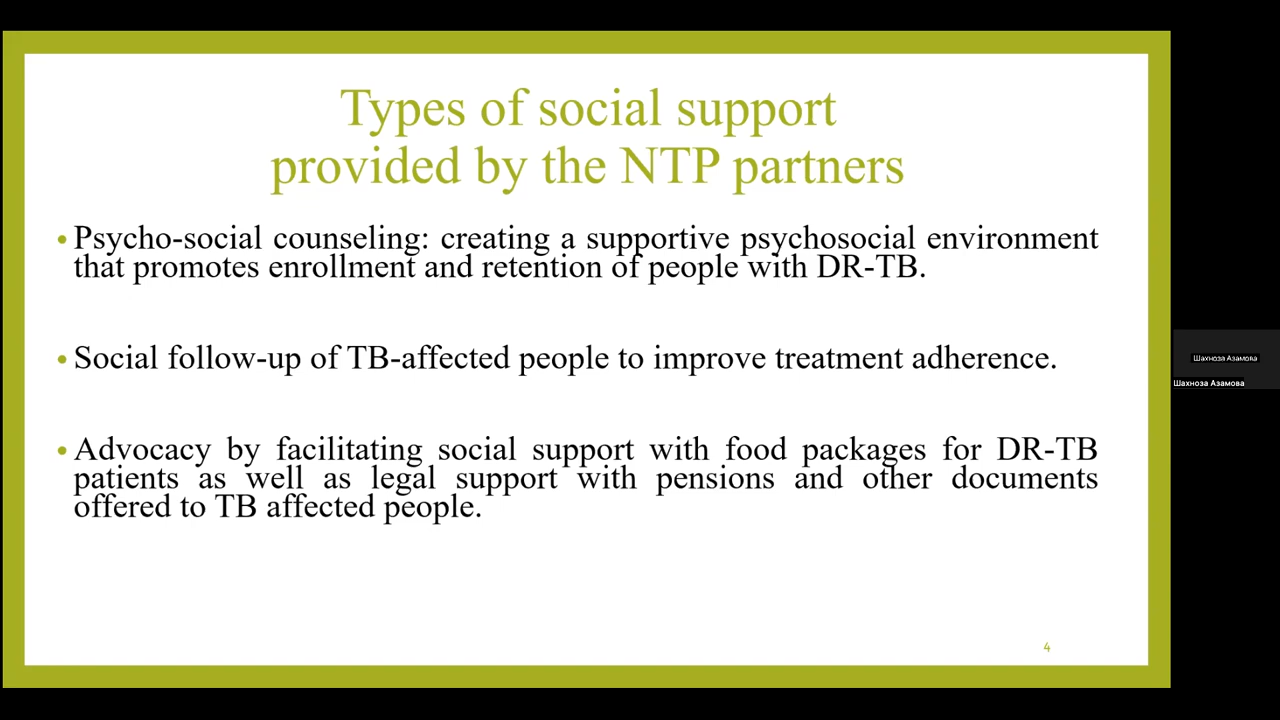 Types of social support
provided by the NTP partners
• Psycho-social counseling: creating a supportive psychosocial environment
that promotes enrollment and retention of people with DR-TB.
• Social follow-up of TB-affected people to improve treatment adherence.
• Advocacy by facilitating social support with food packages for DR-TB
patients as well as legal support with pensions and other documents
offered to TB affected people.
4
Шахноза Азамова
Шахноза Азамова